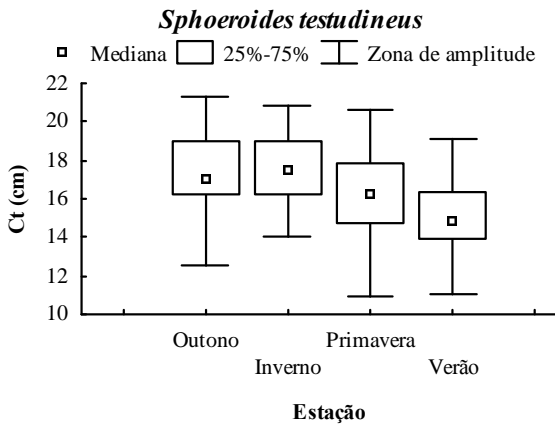 Sphoeroides testudineus
Mediana 25%-75% Zona de amplitude
22
20
18
16
14
12
10
Ct (cm)
Outono Primavera
Inverno Verão
Estação